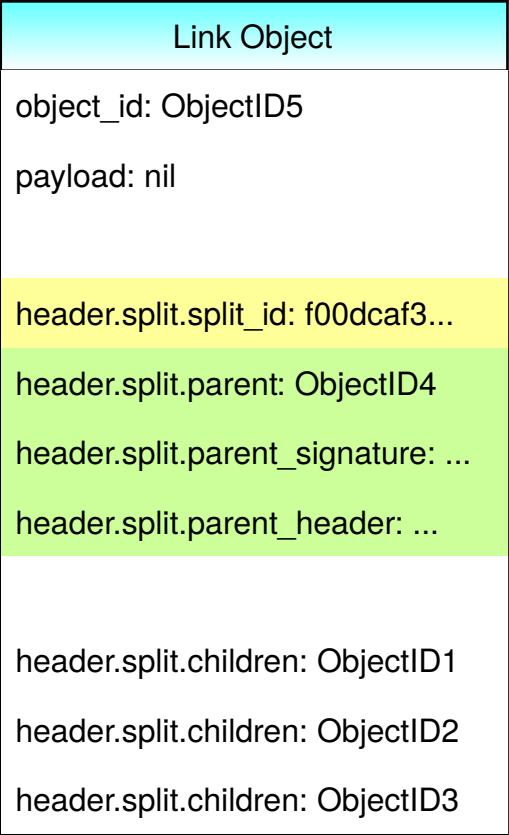 Link Object
object_id: ObjectID5
payload: nil
header.split.split_id: f00dcaf3...
header.split.parent: ObjectID4
header.split.parent_signature: ...
header.split.parent_header: ...
header.split.children: ObjectID1
header.split.children: ObjectID2
header.split.children: ObjectID3